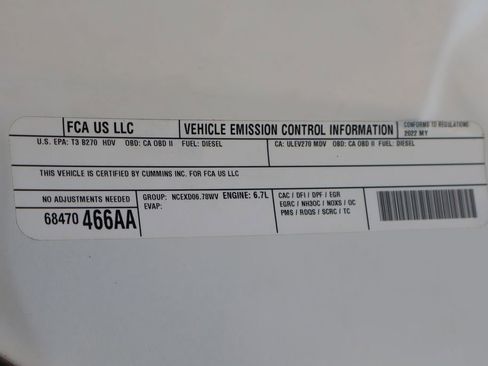 FCA US LLC
VEHICLE EMISSION CONTROL INFORMATION
CONFORMS TO REGULATIONS
2022 MY
U.S. EPA: T3 B270 HDV OBD: CA OBD II FUEL: DIESEL
CA: ULEV270 MDV OBD: CA OBD II FUEL: DIESEL
THIS VEHICLE IS CERTIFIED BY CUMMINS INC. FOR FCA US LLC
NO ADJUSTMENTS NEEDED
68470 466AA
GROUP: NCEXD06.78WV ENGINE: 6.7L
EVAP:
CAC / DFI / DPF / EGR
EGRC / NH3OC / NOXS / OC
PMS / RDQS / SCRC / TC